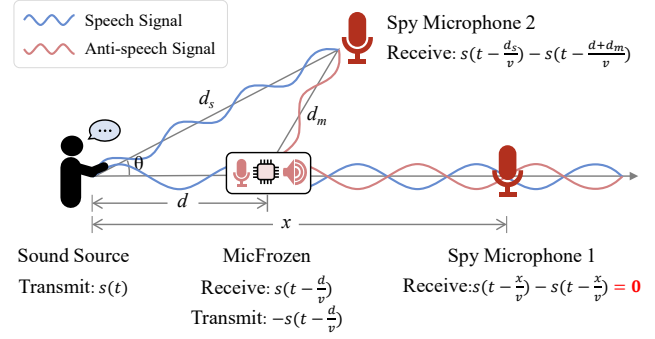 Speech Signal
Anti-speech Signal
Spy Microphone 2
Receive: s(t − d_s/v) − s(t − d+d_m/v)
d_s
d_m
θ
d
x
Sound Source
Transmit: s(t)
MicFrozen
Receive: s(t − d/v)
Transmit: −s(t − d/v)
Spy Microphone 1
Receive:s(t − x/v) − s(t − x/v) = 0